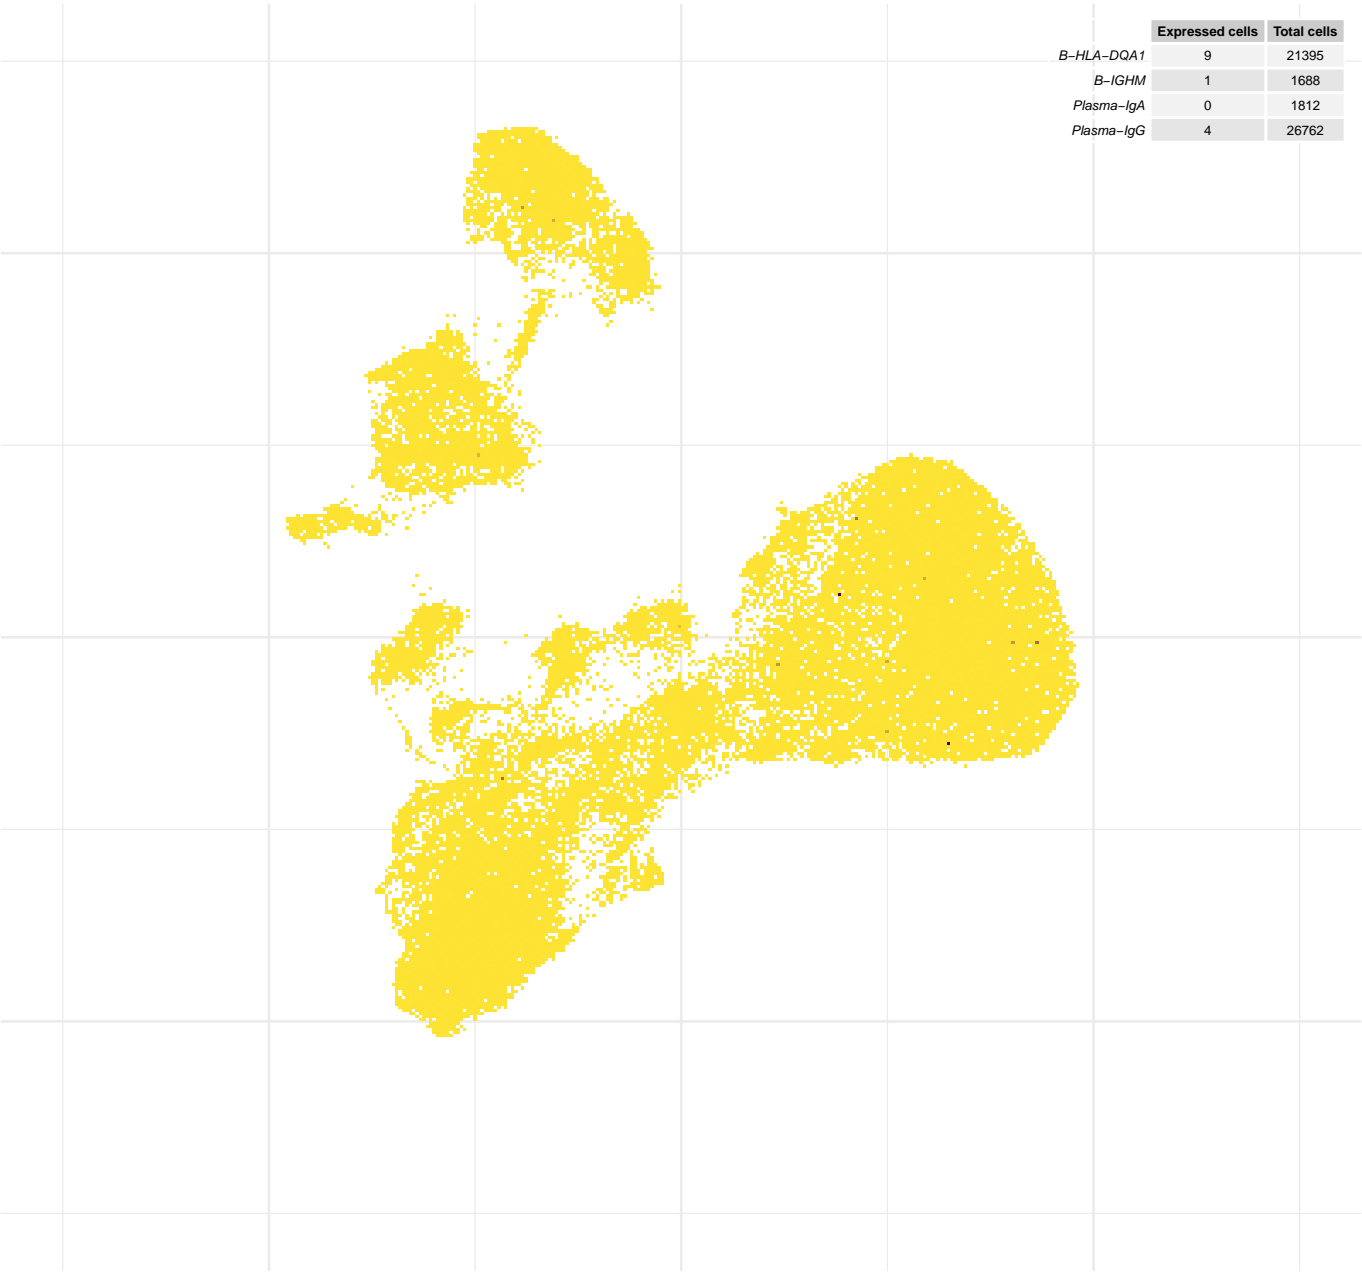 Expressed cells Total cells
B−HLA−DQA1 9 21395
B−IGHM 1 1688
Plasma−IgA 0 1812
Plasma−IgG 4 26762